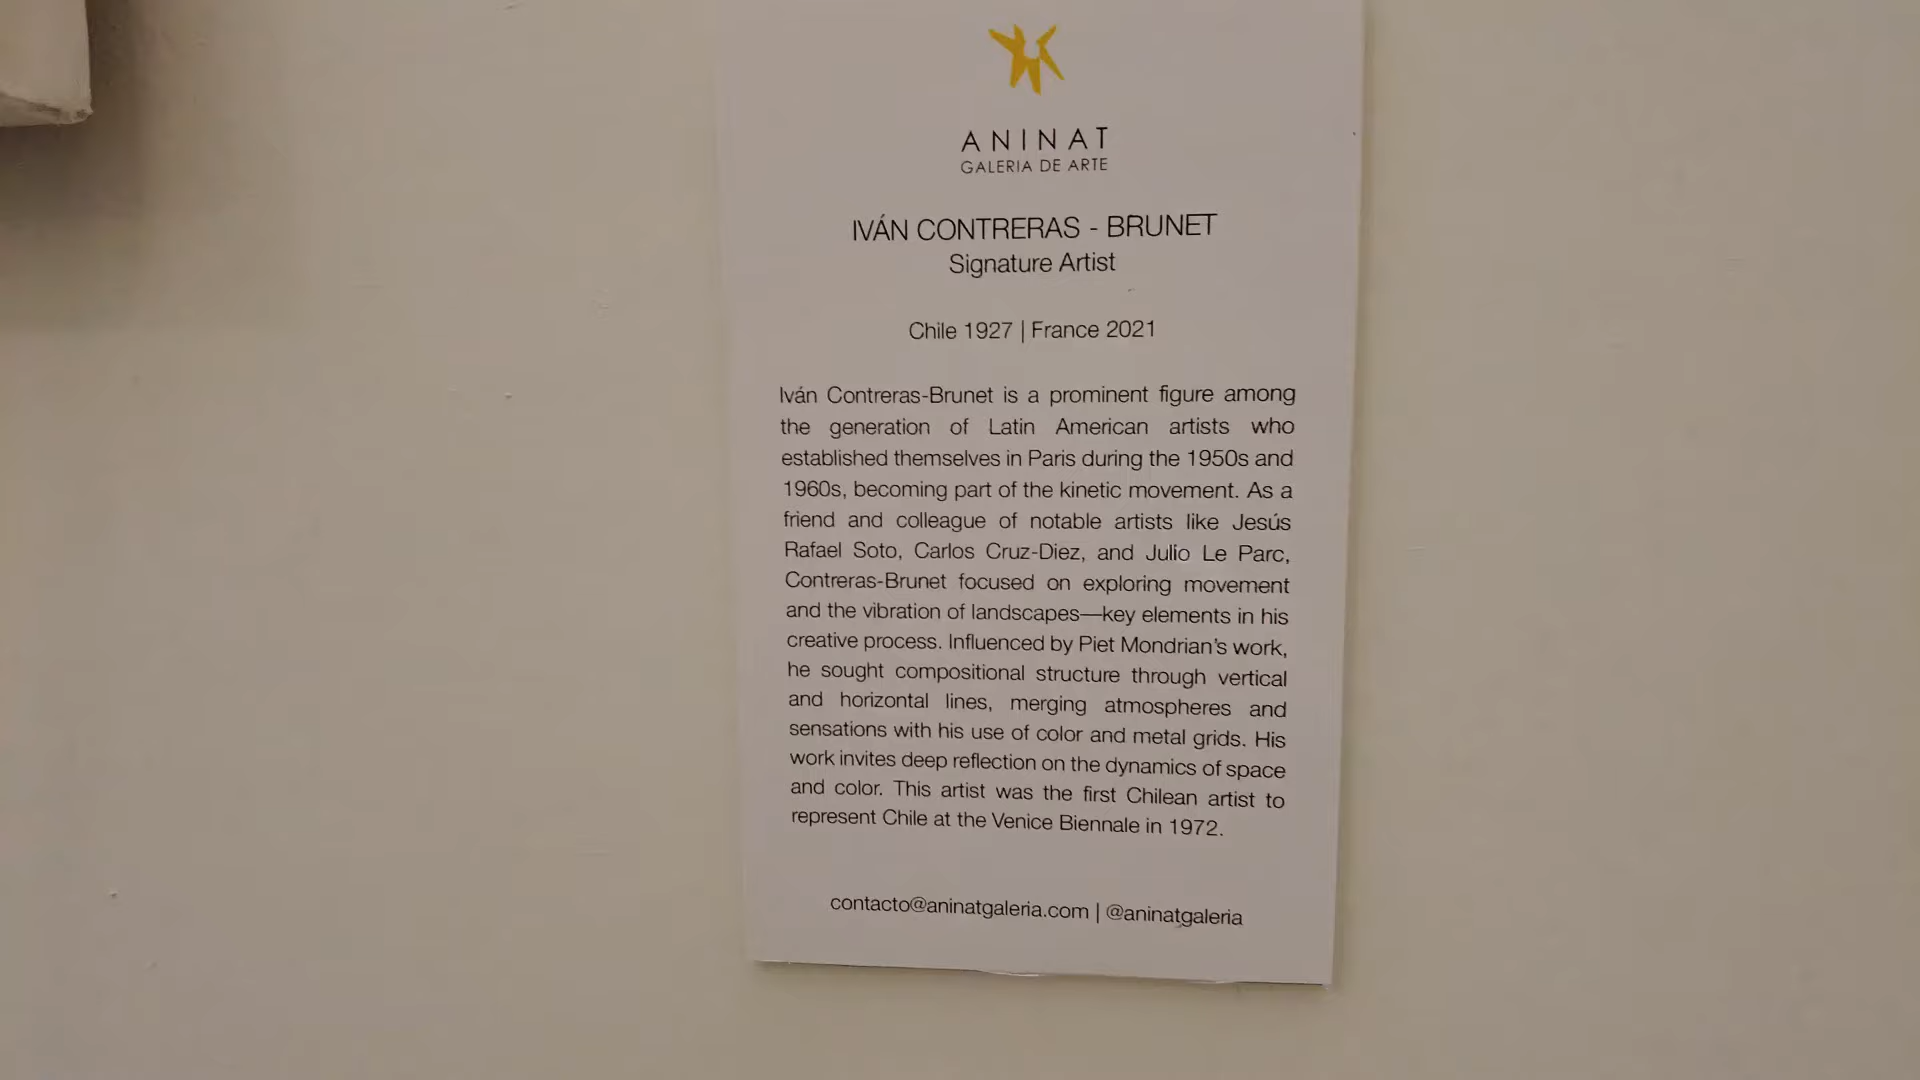 ANINAT
GALERIA DE ARTE
IVÁN CONTRERAS - BRUNET
Signature Artist
Chile 1927 | France 2021
Iván Contreras-Brunet is a prominent figure among
the generation of Latin American artists who
established themselves in Paris during the 1950s and
1960s, becoming part of the kinetic movement. As a
friend and colleague of notable artists like Jesús
Rafael Soto, Carlos Cruz-Diez, and Julio Le Parc,
Contreras-Brunet focused on exploring movement
and the vibration of landscapes—key elements in his
creative process. Influenced by Piet Mondrian's work,
he sought compositional structure through vertical
and horizontal lines, merging atmospheres and
sensations with his use of color and metal grids. His
work invites deep reflection on the dynamics of space
and color. This artist was the first Chilean artist to
represent Chile at the Venice Biennale in 1972.
contacto@aninatgaleria.com | @aninatgaleria